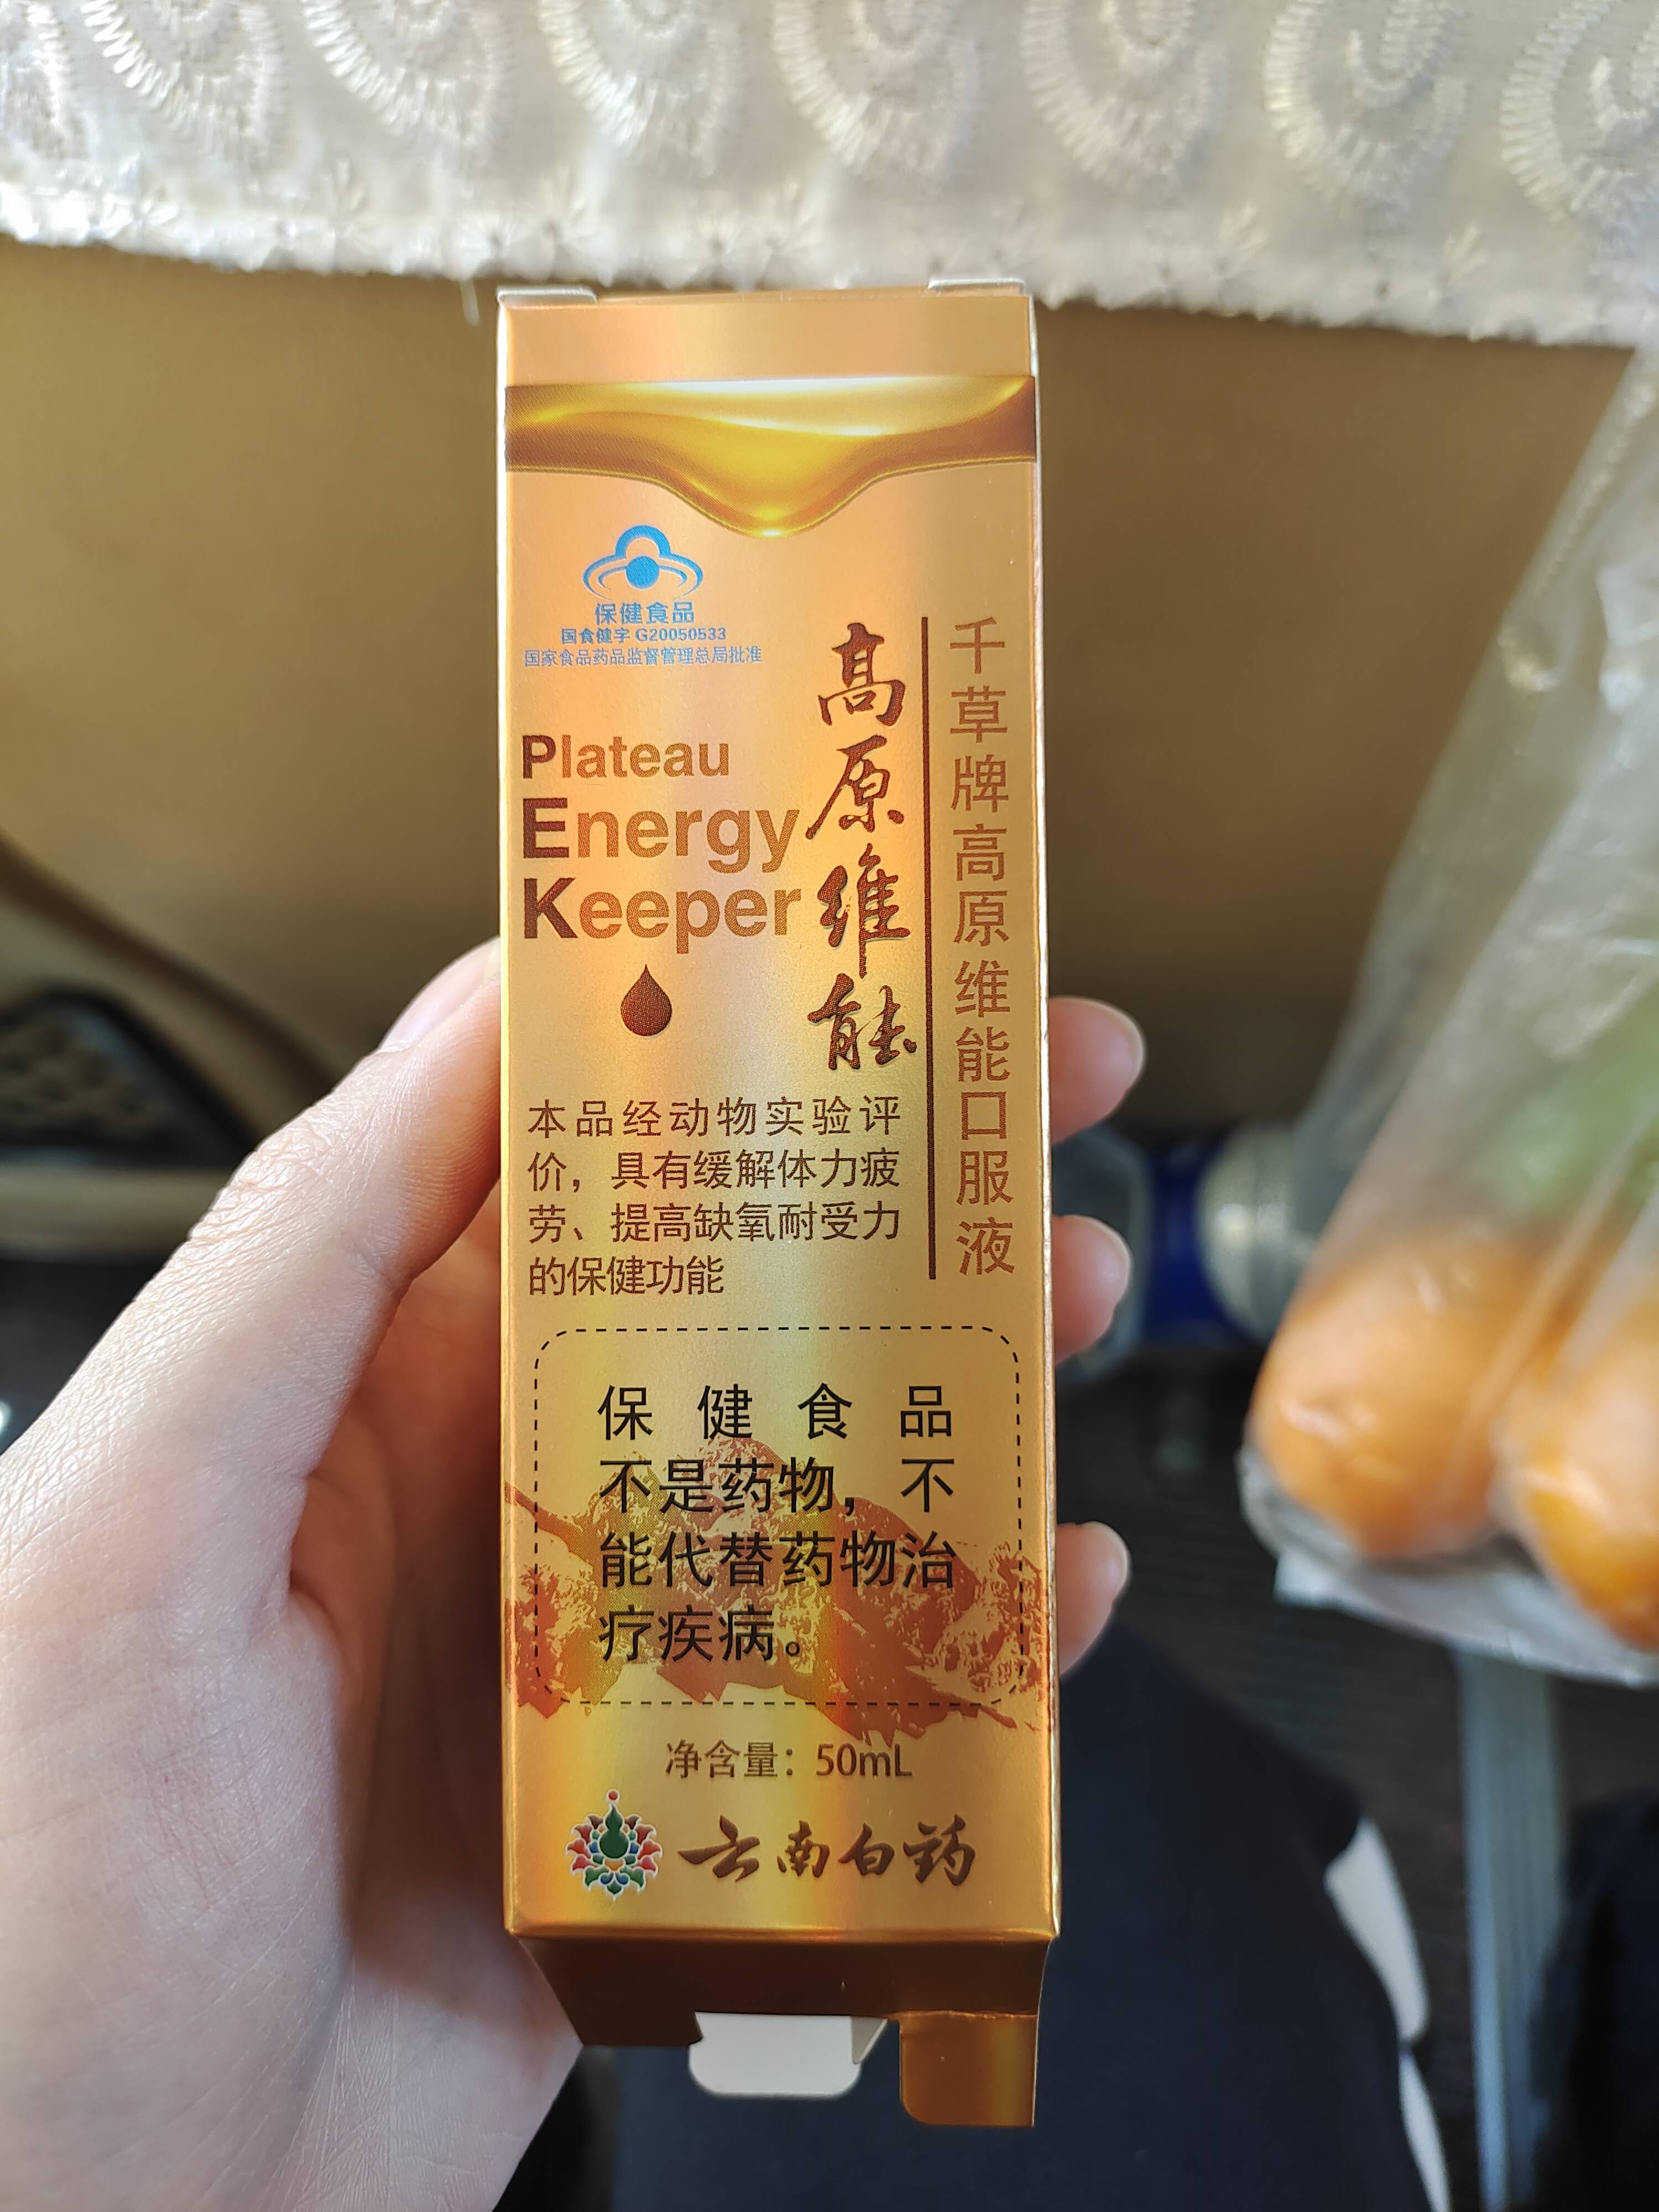 保健食品
国食健字 G20050533
国家食品药品监督管理总局批准
高原维能
千草牌高原维能口服液
Plateau
Energy
Keeper
本品经动物实验评
价，具有缓解体力疲
劳、提高缺氧耐受力
的保健功能
保健食品
不是药物，不
能代替药物治
疗疾病。
净含量：50mL
云南白药